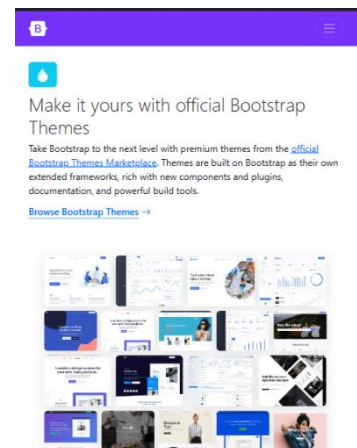 B
Make it yours with official Bootstrap
Themes
Take Bootstrap to the next level with premium themes from the official
Bootstrap Themes Marketplace. Themes are built on Bootstrap as their own
extended frameworks, rich with new components and plugins,
documentation, and powerful build tools.
Browse Bootstrap Themes →